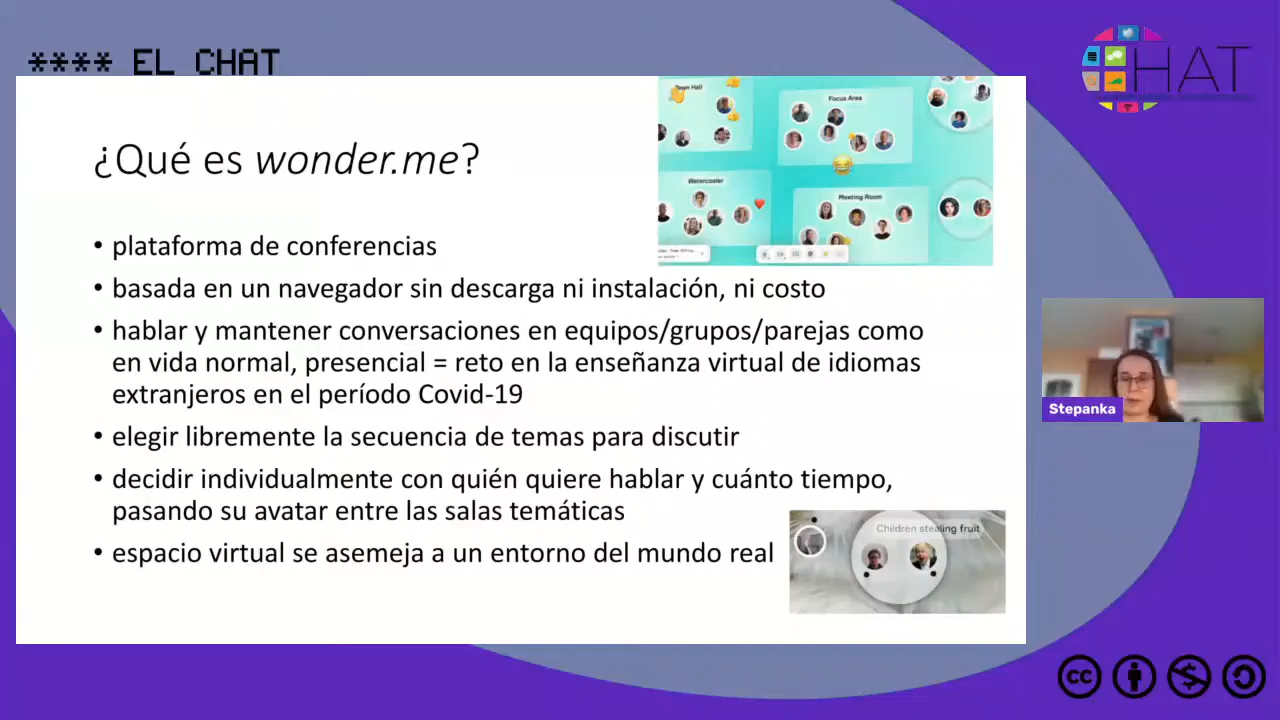 **** EL CHAT
HAT
¿Qué es wonder.me?
Town Hall
Focus Area
Watercooler
Meeting Room
• plataforma de conferencias
• basada en un navegador sin descarga ni instalación, ni costo
• hablar y mantener conversaciones en equipos/grupos/parejas como
en vida normal, presencial = reto en la enseñanza virtual de idiomas
extranjeros en el período Covid-19
• elegir libremente la secuencia de temas para discutir
• decidir individualmente con quién quiere hablar y cuánto tiempo,
pasando su avatar entre las salas temáticas
• espacio virtual se asemeja a un entorno del mundo real
Children stealing fruit
Stepanka
cc